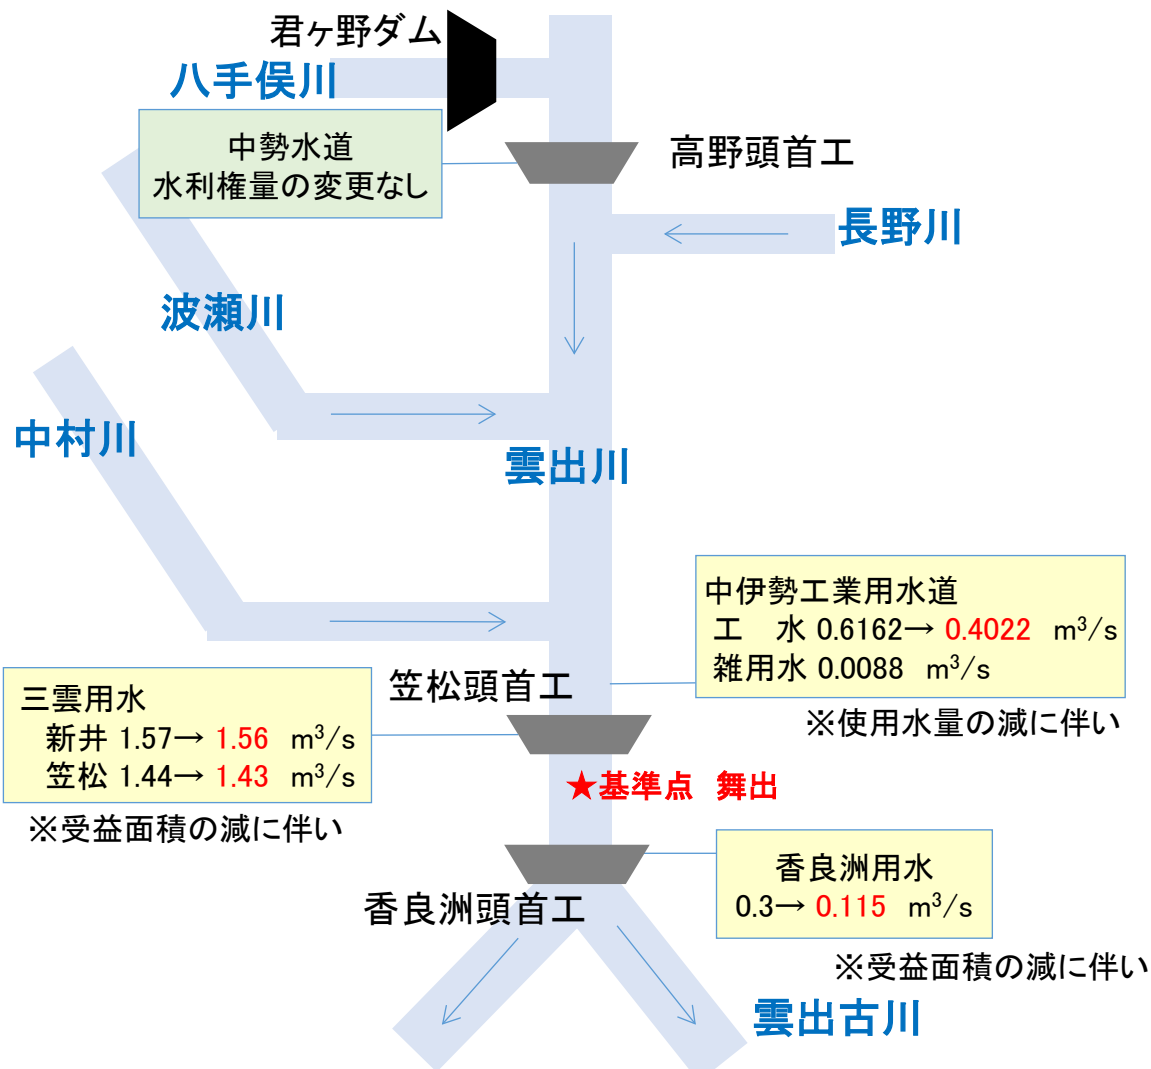 君ヶ野ダム
八手俣川
中勢水道
水利権量の変更なし
高野頭首工
長野川
波瀬川
中村川
雲出川
中伊勢工業用水道
工　水 0.6162→ 0.4022 m³/s
雑用水 0.0088 m³/s
※使用水量の減に伴い
笠松頭首工
三雲用水
新井 1.57→ 1.56 m³/s
笠松 1.44→ 1.43 m³/s
※受益面積の減に伴い
★基準点 舞出
香良洲用水
0.3→ 0.115 m³/s
※受益面積の減に伴い
香良洲頭首工
雲出古川